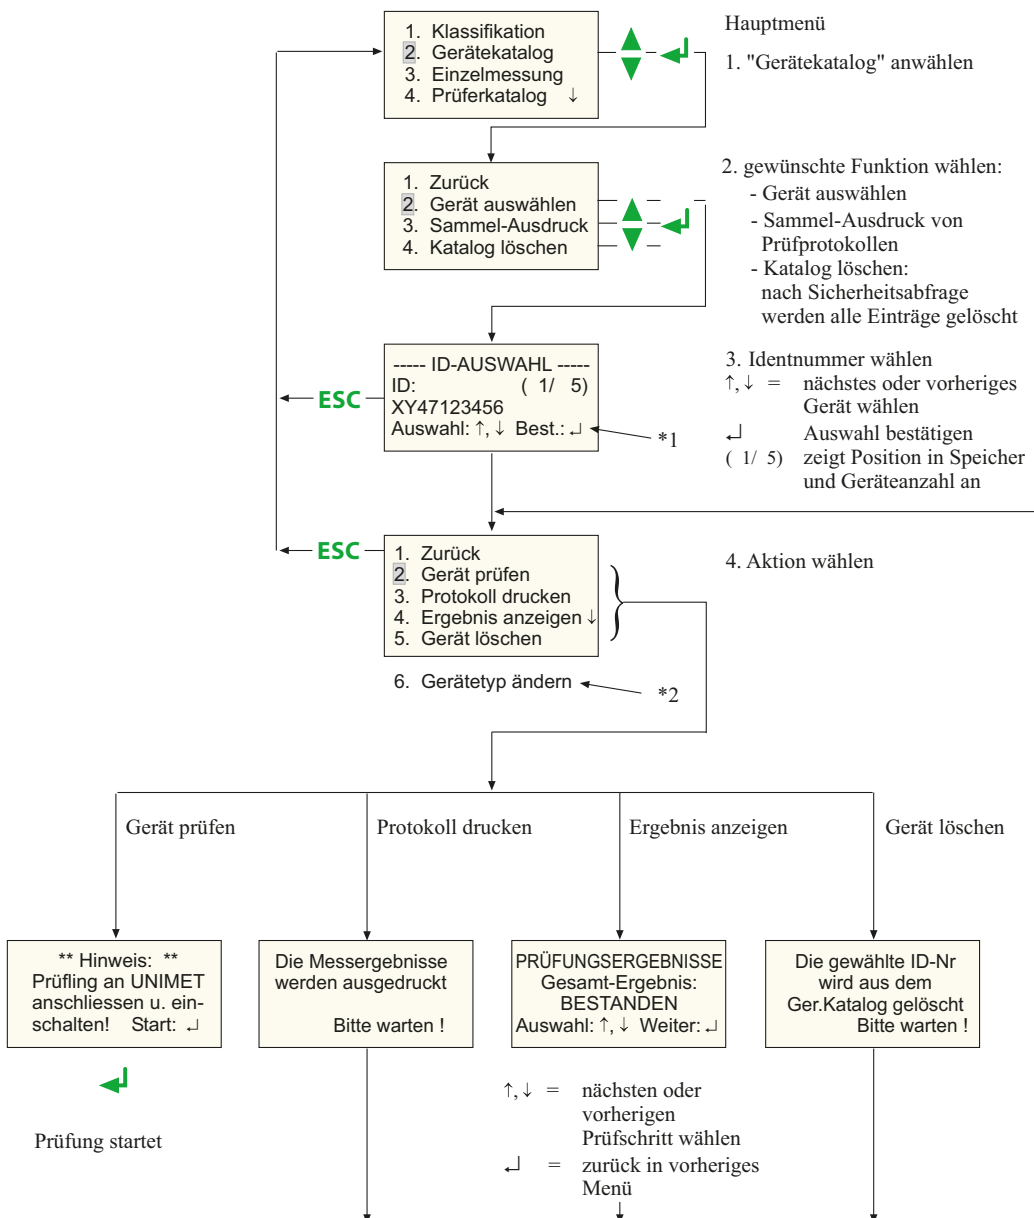 1. Klassifikation
2. Gerätekatalog
3. Einzelmessung
4. Prüferkatalog ↓
Hauptmenü
1. "Gerätekatalog" anwählen
1. Zurück
2. Gerät auswählen
3. Sammel-Ausdruck
4. Katalog löschen
2. gewünschte Funktion wählen:
- Gerät auswählen
- Sammel-Ausdruck von
Prüfprotokollen
- Katalog löschen:
nach Sicherheitsabfrage
werden alle Einträge gelöscht
----- ID-AUSWAHL -----
ID: ( 1/ 5)
XY47123456
Auswahl: ↑, ↓ Best.: ↵
ESC
*1
3. Identnummer wählen
↑, ↓ = nächstes oder vorheriges
Gerät wählen
↵ Auswahl bestätigen
( 1/ 5) zeigt Position in Speicher
und Geräteanzahl an
ESC
1. Zurück
2. Gerät prüfen
3. Protokoll drucken
4. Ergebnis anzeigen ↓
5. Gerät löschen
6. Gerätetyp ändern
*2
4. Aktion wählen
Gerät prüfen
Protokoll drucken
Ergebnis anzeigen
Gerät löschen
** Hinweis: **
Prüfling an UNIMET
anschliessen u. ein-
schalten! Start: ↵
Die Messergebnisse
werden ausgedruckt
Bitte warten !
PRÜFUNGSERGEBNISSE
Gesamt-Ergebnis:
BESTANDEN
Auswahl: ↑, ↓ Weiter: ↵
Die gewählte ID-Nr
wird aus dem
Ger.Katalog gelöscht
Bitte warten !
Prüfung startet
↑, ↓ = nächsten oder
vorherigen
Prüfschritt wählen
↵ = zurück in vorheriges
Menü